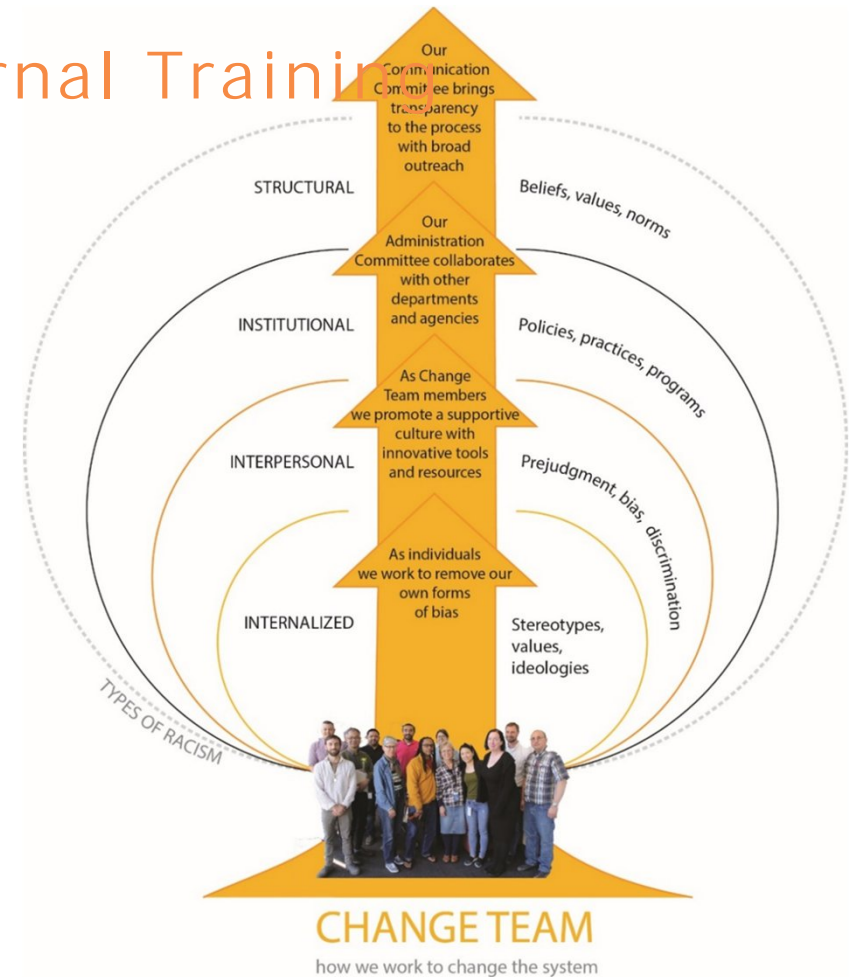 rnal Training
Our
Communication
Committee brings
transparency
to the process
with broad
outreach
STRUCTURAL
Beliefs, values, norms
Our
Administration
Committee collaborates
with other
departments
and agencies
INSTITUTIONAL
Policies, practices, programs
As Change
Team members
we promote a supportive
culture with
innovative tools
and resources
INTERPERSONAL
Prejudgment, bias, discrimination
As individuals
we work to remove our
own forms
of bias
INTERNALIZED
Stereotypes,
values,
ideologies
TYPES OF RACISM
CHANGE TEAM
how we work to change the system